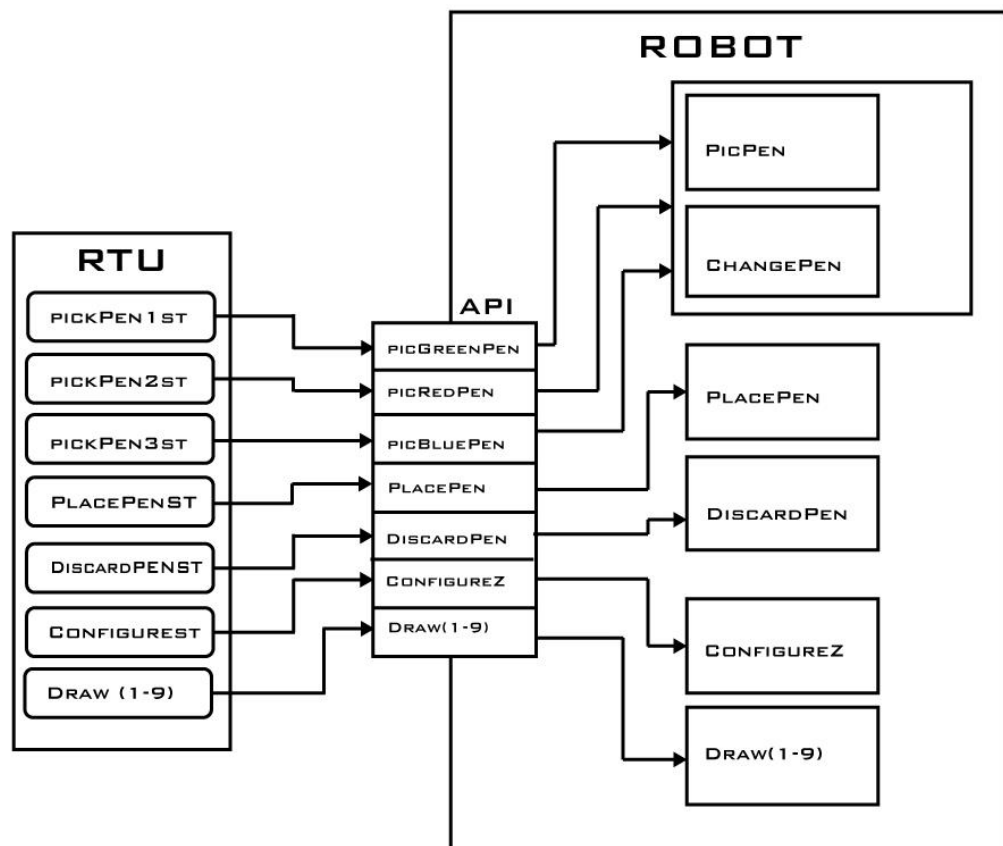 ROBOT
PicPen
ChangePen
RTU
pickPen1st
pickPen2st
pickPen3st
PlacePenST
DiscardPENST
Configurest
Draw (1-9)
API
picGreenPen
picRedPen
picBluePen
PlacePen
DiscardPen
ConfigureZ
Draw(1-9)
PlacePen
DiscardPen
ConfigureZ
Draw(1-9)